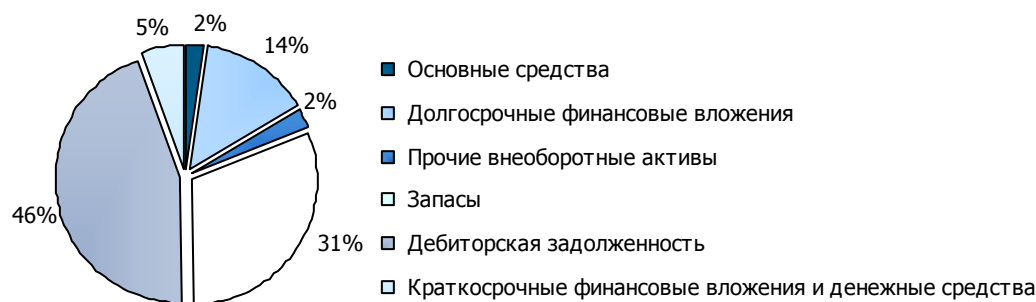 5%
2%
14%
2%
31%
46%
Основные средства
Долгосрочные финансовые вложения
Прочие внеоборотные активы
Запасы
Дебиторская задолженность
Краткосрочные финансовые вложения и денежные средства